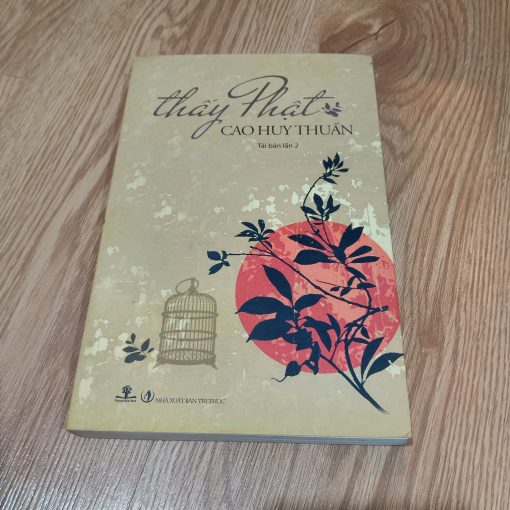 thấy Phật
CAO HUY THUẦN
Tái bản lần 2
NHÀ XUẤT BẢN TRI THỨC